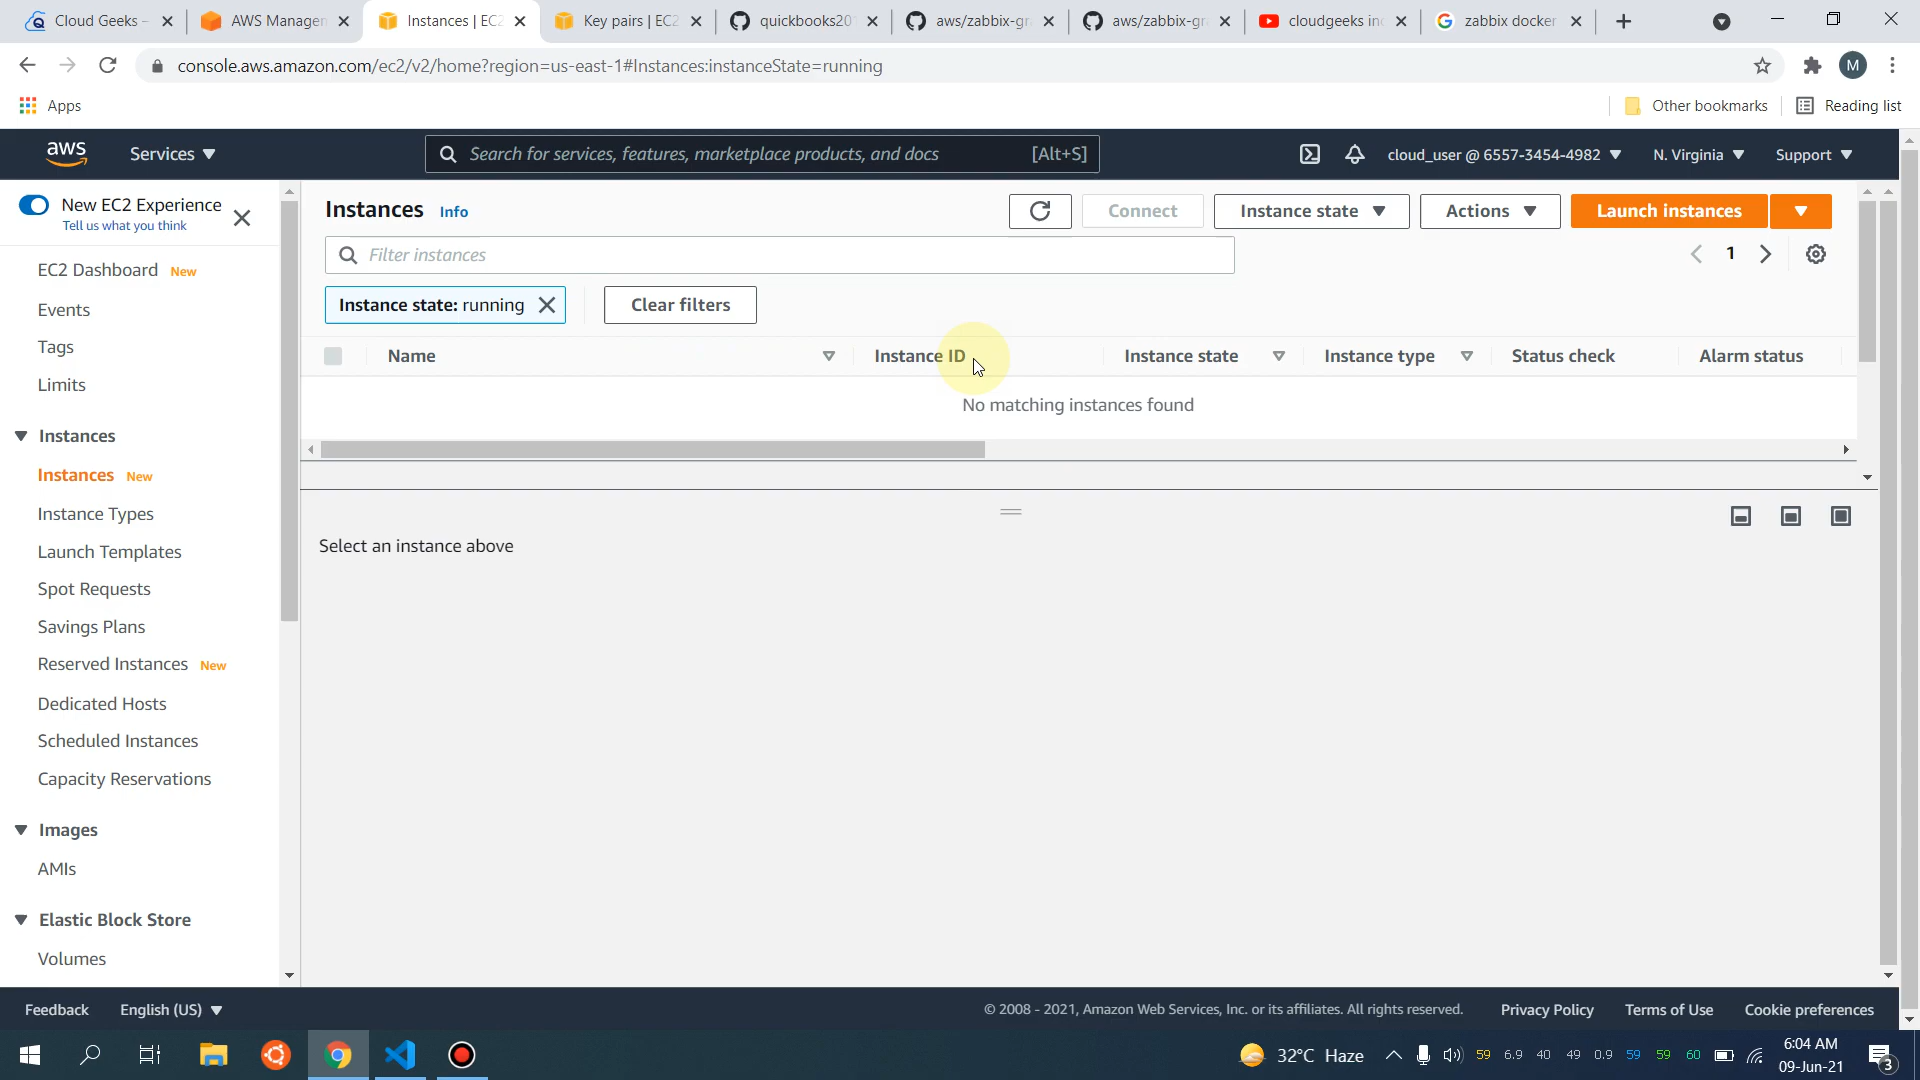 Cloud Geeks –
AWS Managem
Instances | EC2
Key pairs | EC2
quickbooks201
aws/zabbix-gr
aws/zabbix-gr
cloudgeeks inc
zabbix docker
console.aws.amazon.com/ec2/v2/home?region=us-east-1#Instances:instanceState=running
M
Apps
Other bookmarks
Reading list
aws
Services
Search for services, features, marketplace products, and docs
[Alt+S]
cloud_user @ 6557-3454-4982
N. Virginia
Support
New EC2 Experience
Tell us what you think
EC2 Dashboard New
Events
Tags
Limits
Instances
Instances New
Instance Types
Launch Templates
Spot Requests
Savings Plans
Reserved Instances New
Dedicated Hosts
Scheduled Instances
Capacity Reservations
Images
AMIs
Elastic Block Store
Volumes
Instances Info
Connect
Instance state
Actions
Launch instances
Filter instances
1
Instance state: running
Clear filters
Name
Instance ID
Instance state
Instance type
Status check
Alarm status
No matching instances found
Select an instance above
Feedback
English (US)
© 2008 - 2021, Amazon Web Services, Inc. or its affiliates. All rights reserved.
Privacy Policy
Terms of Use
Cookie preferences
32°C Haze
59 6.9 40 49 0.9 59 59 60
6:04 AM
09-Jun-21
3